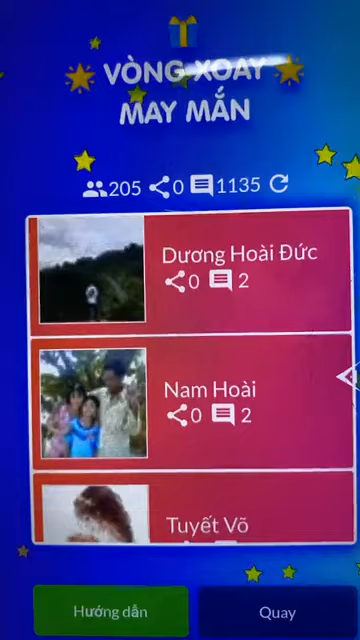 VÒNG XOAY
MAY MẮN
205 0 1135
Dương Hoài Đức
0 2
Nam Hoài
0 2
Tuyết Võ
Hướng dẫn
Quay